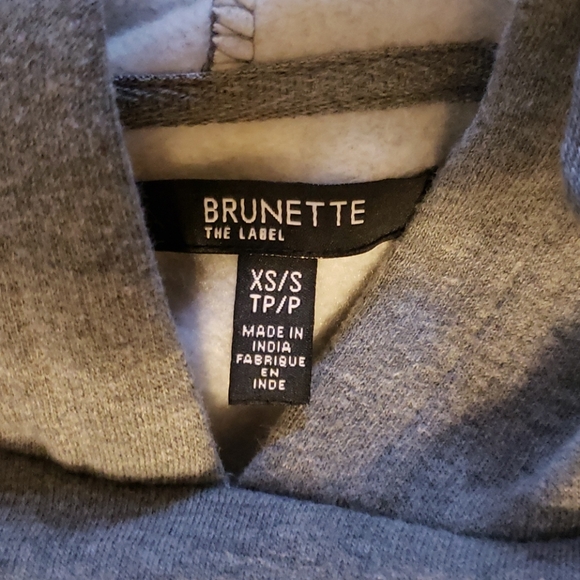 BRUNETTE
THE LABEL
XS/S
TP/P
MADE IN
INDIA
FABRIQUE
EN
INDE